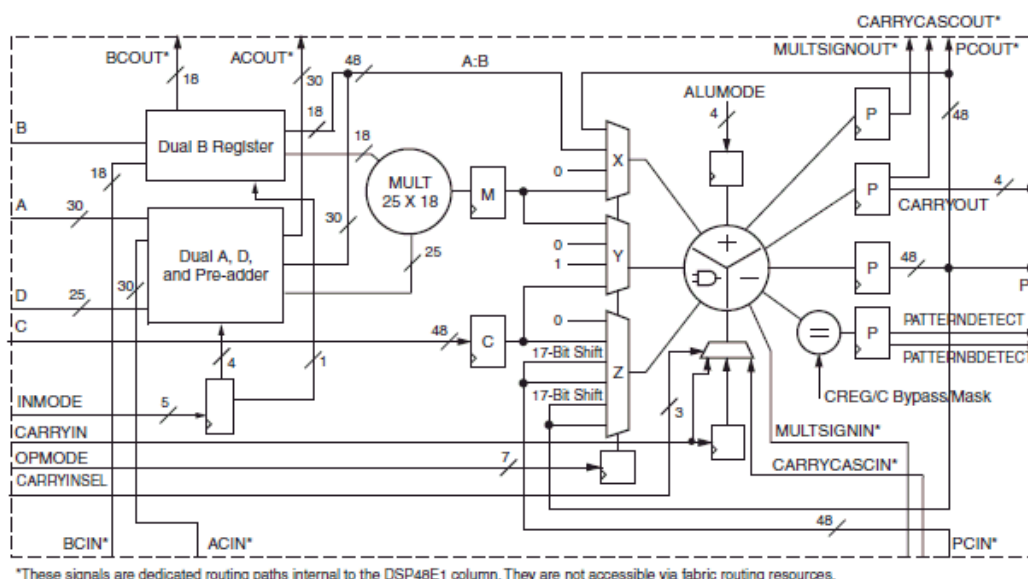 CARRYCASCOUT*
BCOUT* ACOUT* MULTSIGNOUT* PCOUT*
18 30 48 A:B
ALUMODE
4
B 18 18 P 48
Dual B Register X
18 0
MULT 25 X 18 M P 4
A 30 CARRYOUT
30 Y
Dual A, D, and Pre-adder 25 0 1 + − P 48 P
D 25 30
C 48 C 0 = P PATTERNDETECT
17-Bit Shift Z PATTERNBDETECT
4 1 17-Bit Shift 3 CREG/C Bypass/Mask
INMODE 5
CARRYIN MULTSIGNIN*
OPMODE 7 CARRYCASCIN*
CARRYINSEL
48
BCIN* ACIN* PCIN*
*These signals are dedicated routing paths internal to the DSP48E1 column. They are not accessible via fabric routing resources.